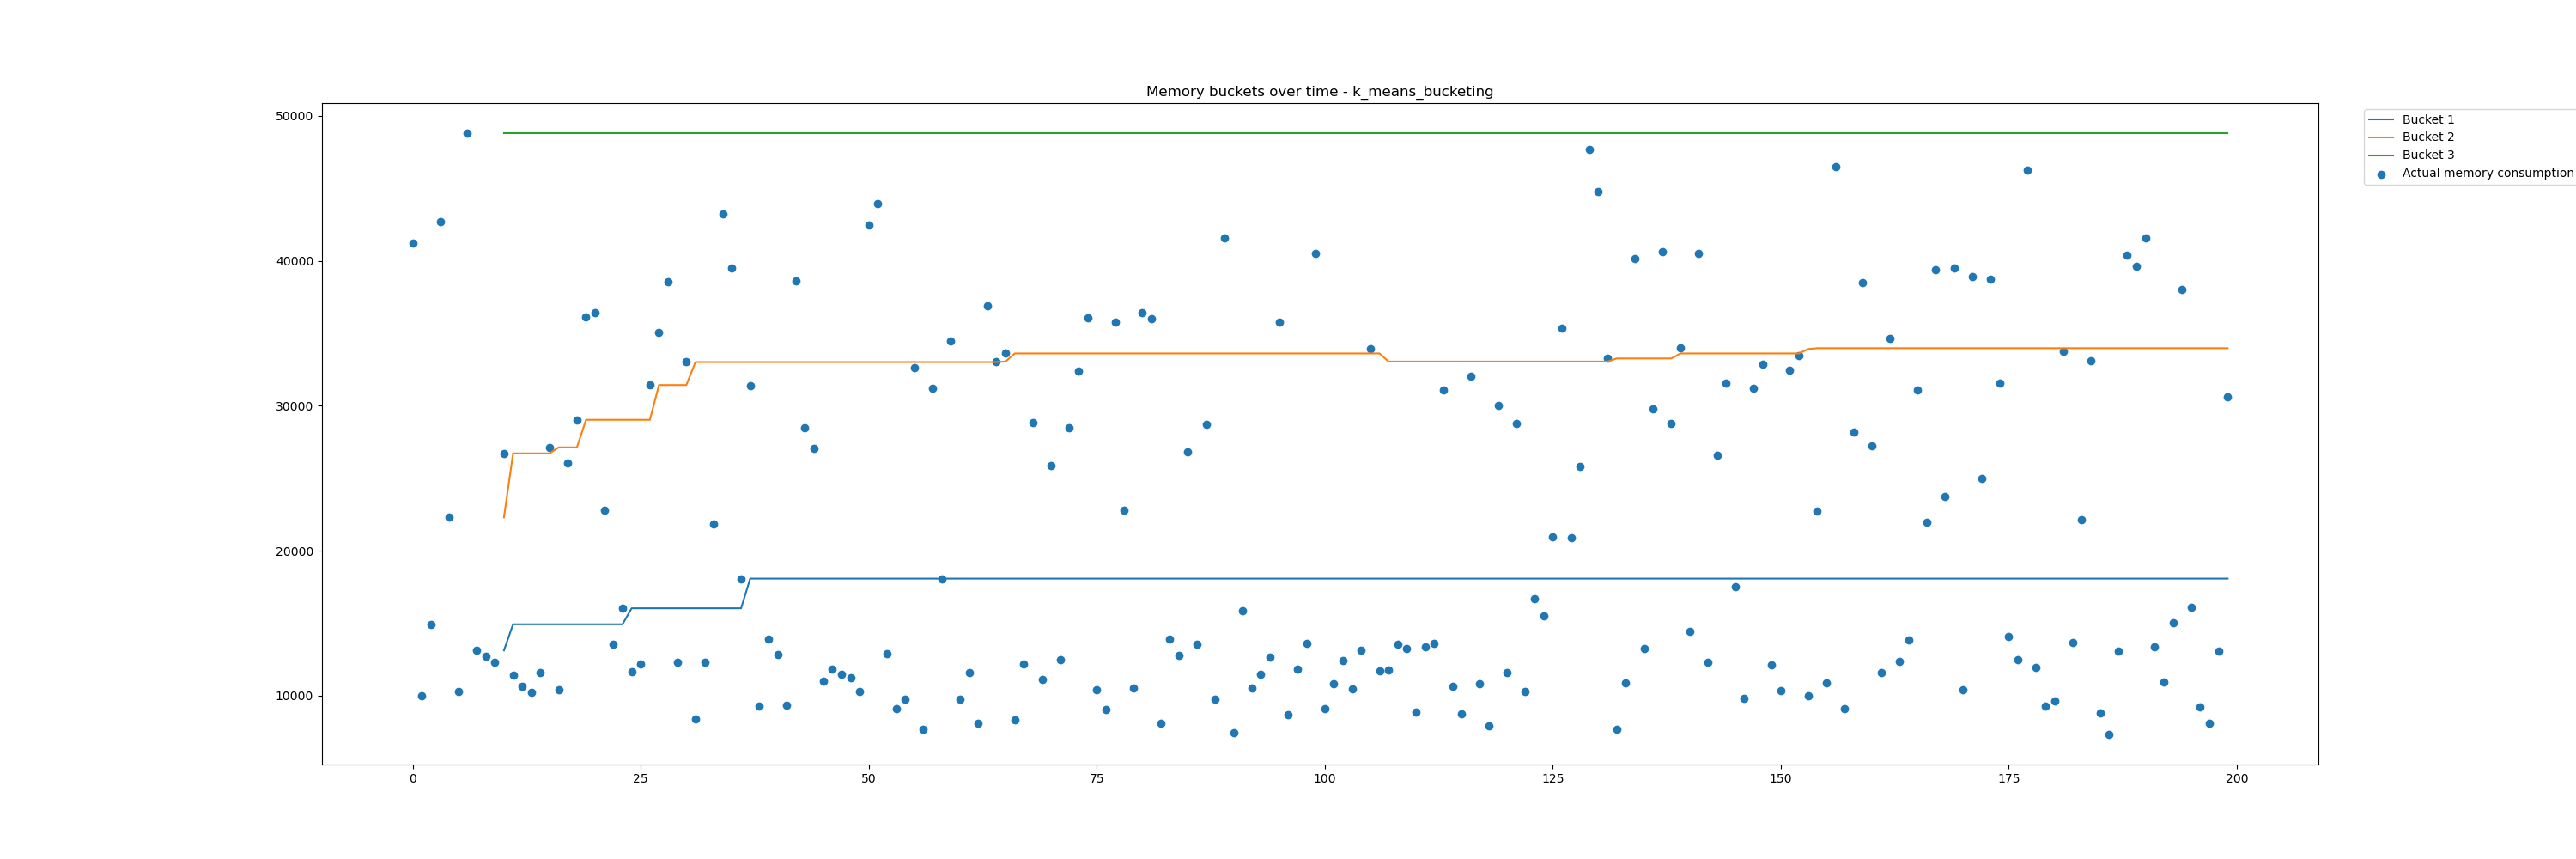 Memory buckets over time - k_means_bucketing
50000
40000
30000
20000
10000
0 25 50 75 100 125 150 175 200
Bucket 1
Bucket 2
Bucket 3
Actual memory consumption